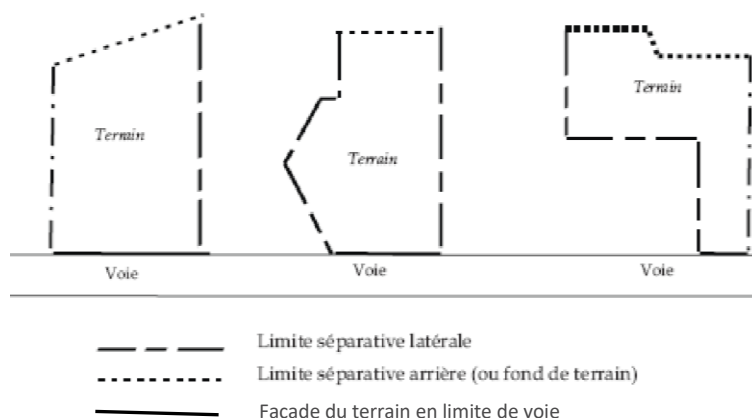 Terrain
Terrain
Terrain
Voie
Voie
Voie
Limite séparative latérale
Limite séparative arrière (ou fond de terrain)
Façade du terrain en limite de voie